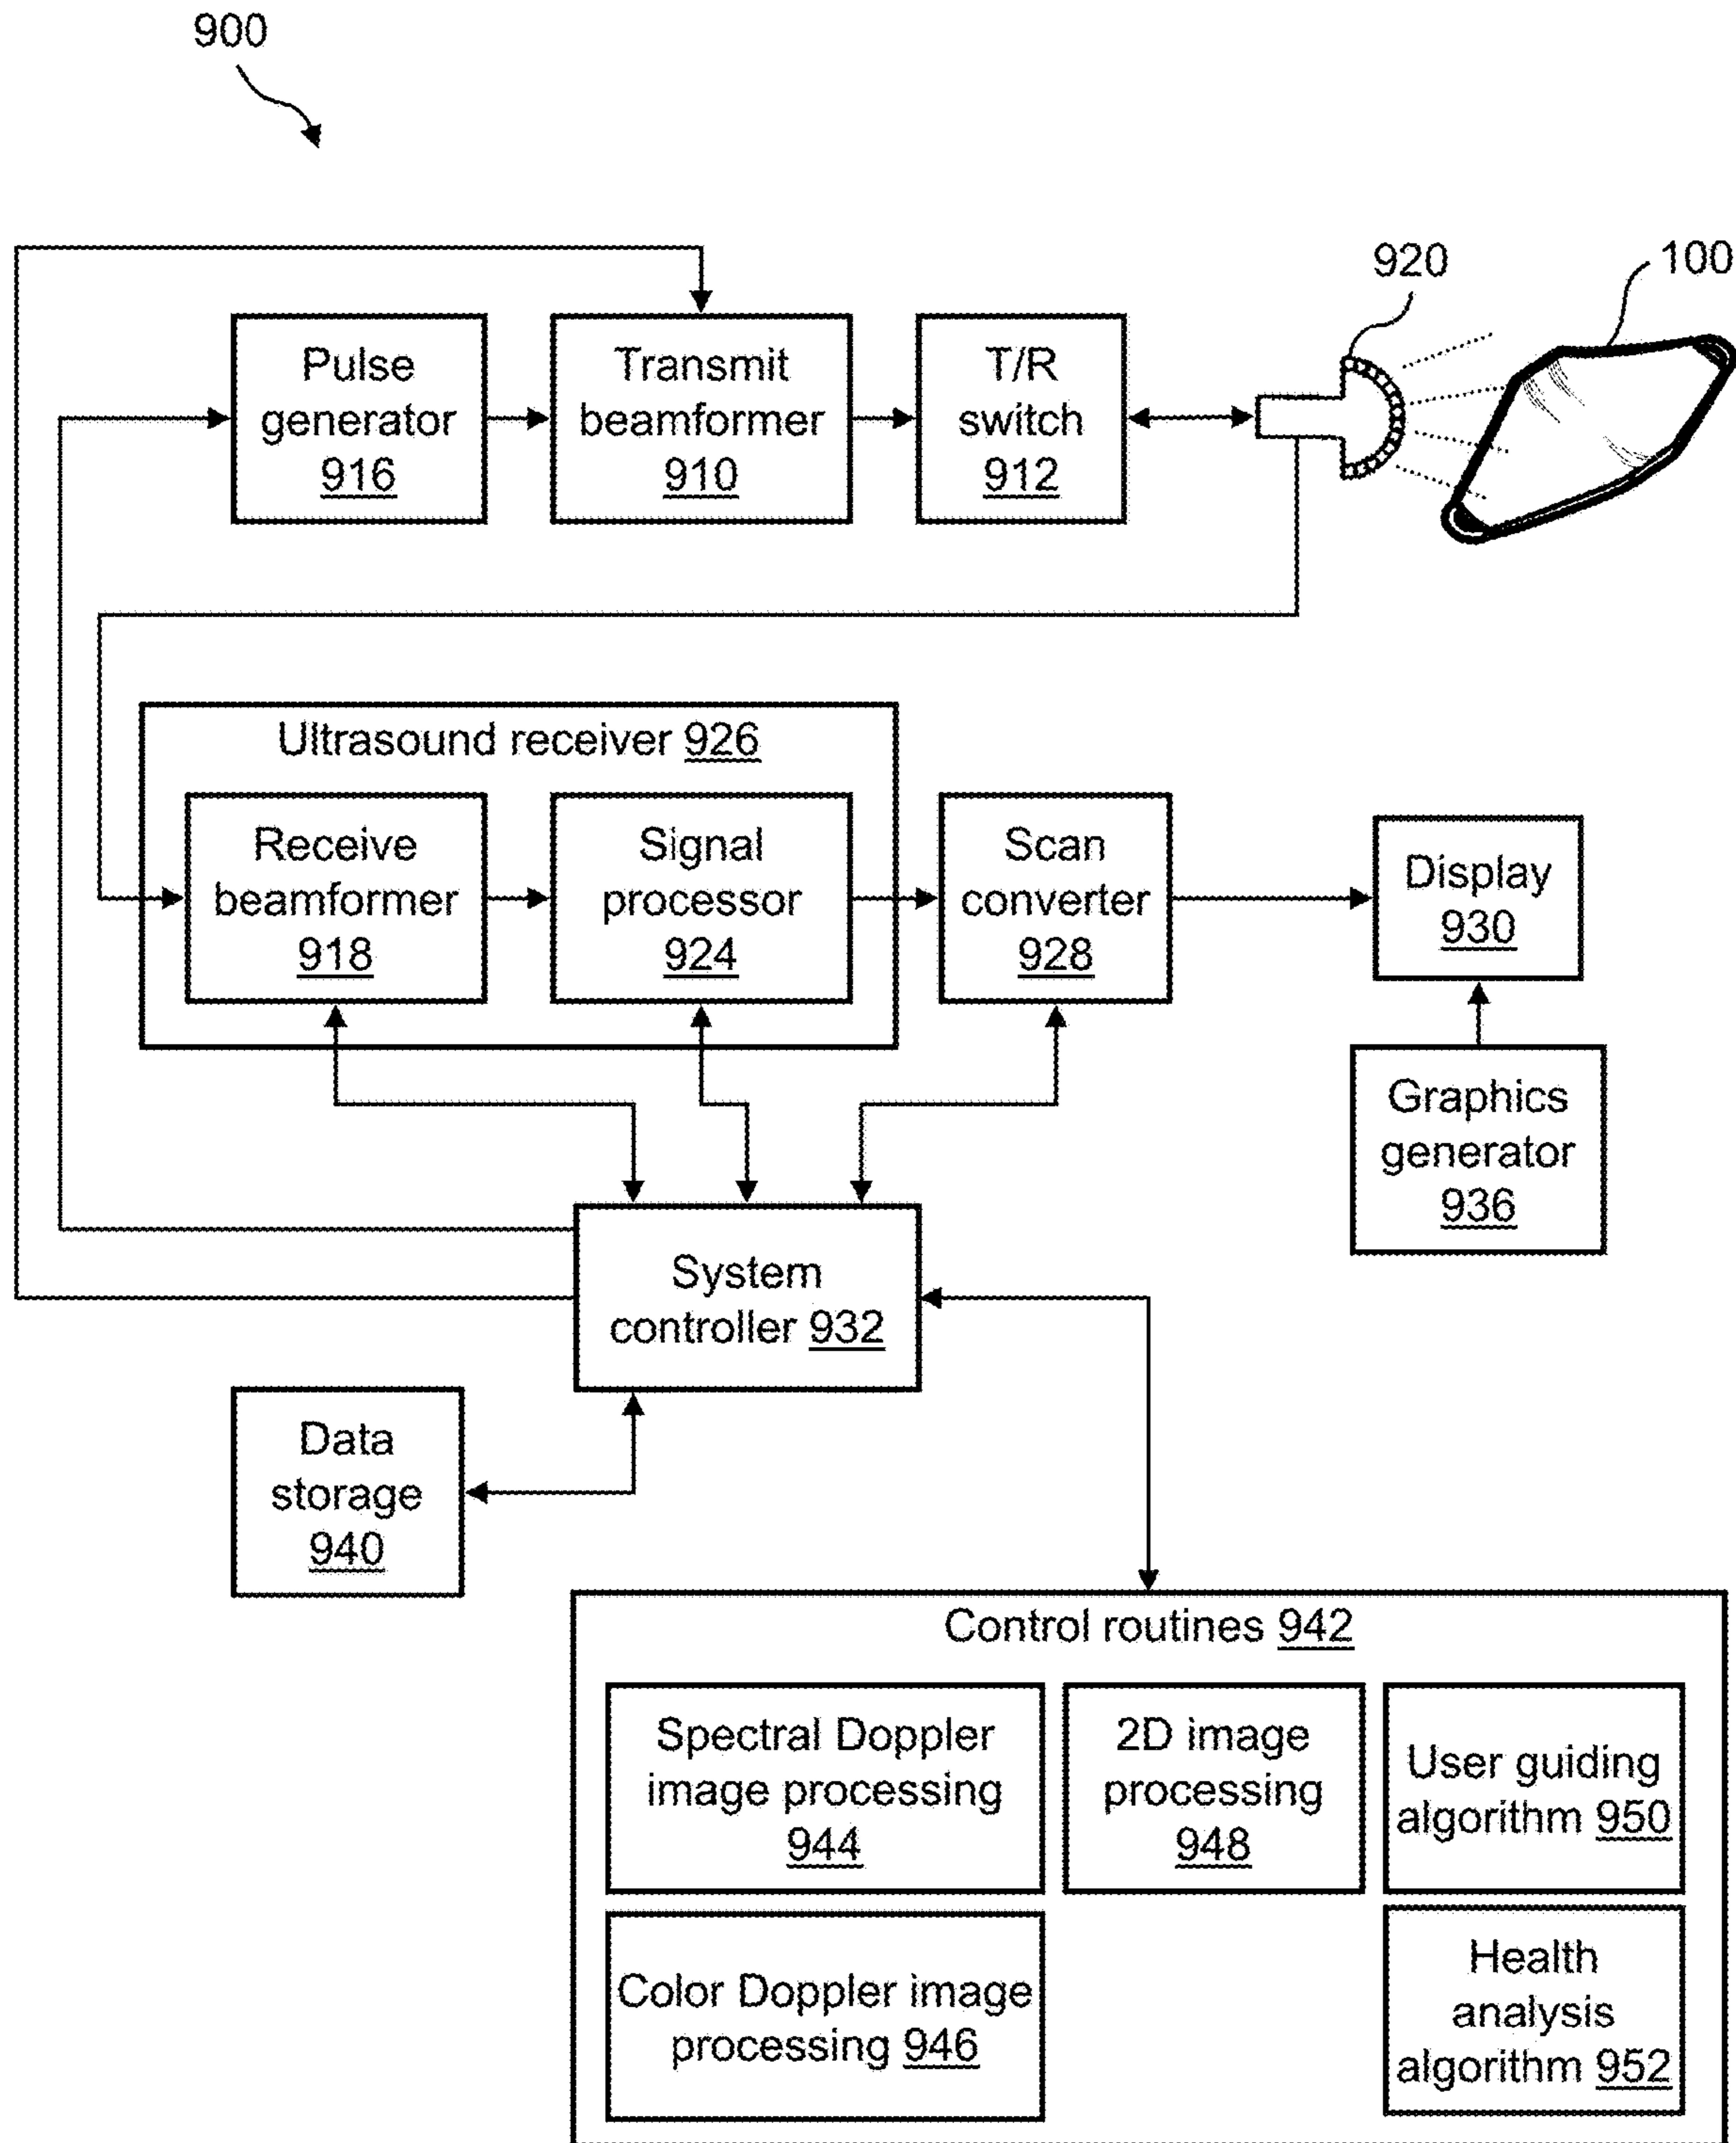 900
920
100
Pulse
generator
916
Transmit
beamformer
910
T/R
switch
912
Ultrasound receiver 926
Receive
beamformer
918
Signal
processor
924
Scan
converter
928
Display
930
Graphics
generator
936
System
controller 932
Data
storage
940
Control routines 942
Spectral Doppler
image processing
944
2D image
processing
948
User guiding
algorithm 950
Color Doppler image
processing 946
Health
analysis
algorithm 952